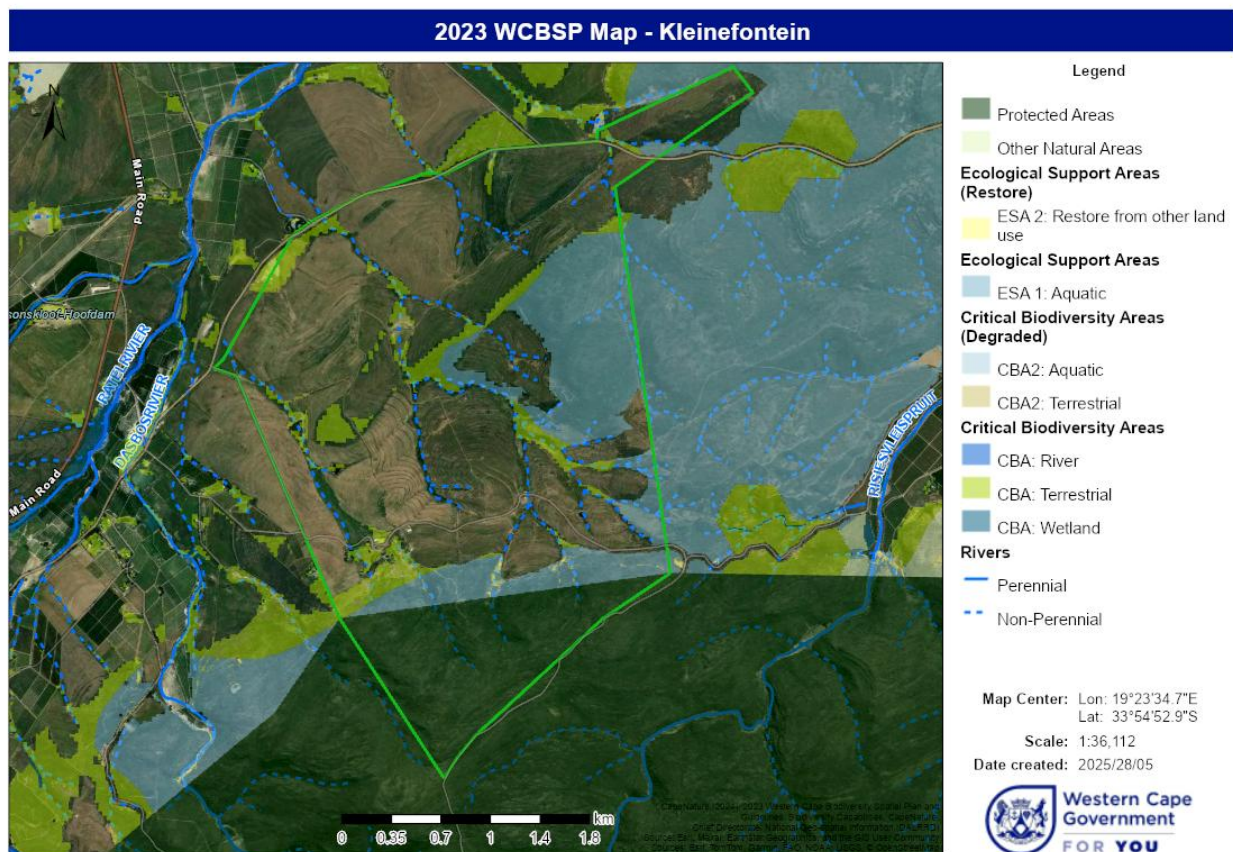 2023 WCBSP Map - Kleinefontein
N
Main Road
sonskloof-Hoofdam
RATELRIVIER
DASBOSRIVIER
Main Road
RISIESVLEISPRUIT
km
0 0.35 0.7 1 1.4 1.8
Legend
Protected Areas
Other Natural Areas
Ecological Support Areas
(Restore)
ESA 2: Restore from other land
use
Ecological Support Areas
ESA 1: Aquatic
Critical Biodiversity Areas
(Degraded)
CBA2: Aquatic
CBA2: Terrestrial
Critical Biodiversity Areas
CBA: River
CBA: Terrestrial
CBA: Wetland
Rivers
Perennial
Non-Perennial
Map Center: Lon: 19°23'34.7"E
Lat: 33°54'52.9"S
Scale: 1:36,112
Date created: 2025/28/05
Western Cape
Government
FOR YOU